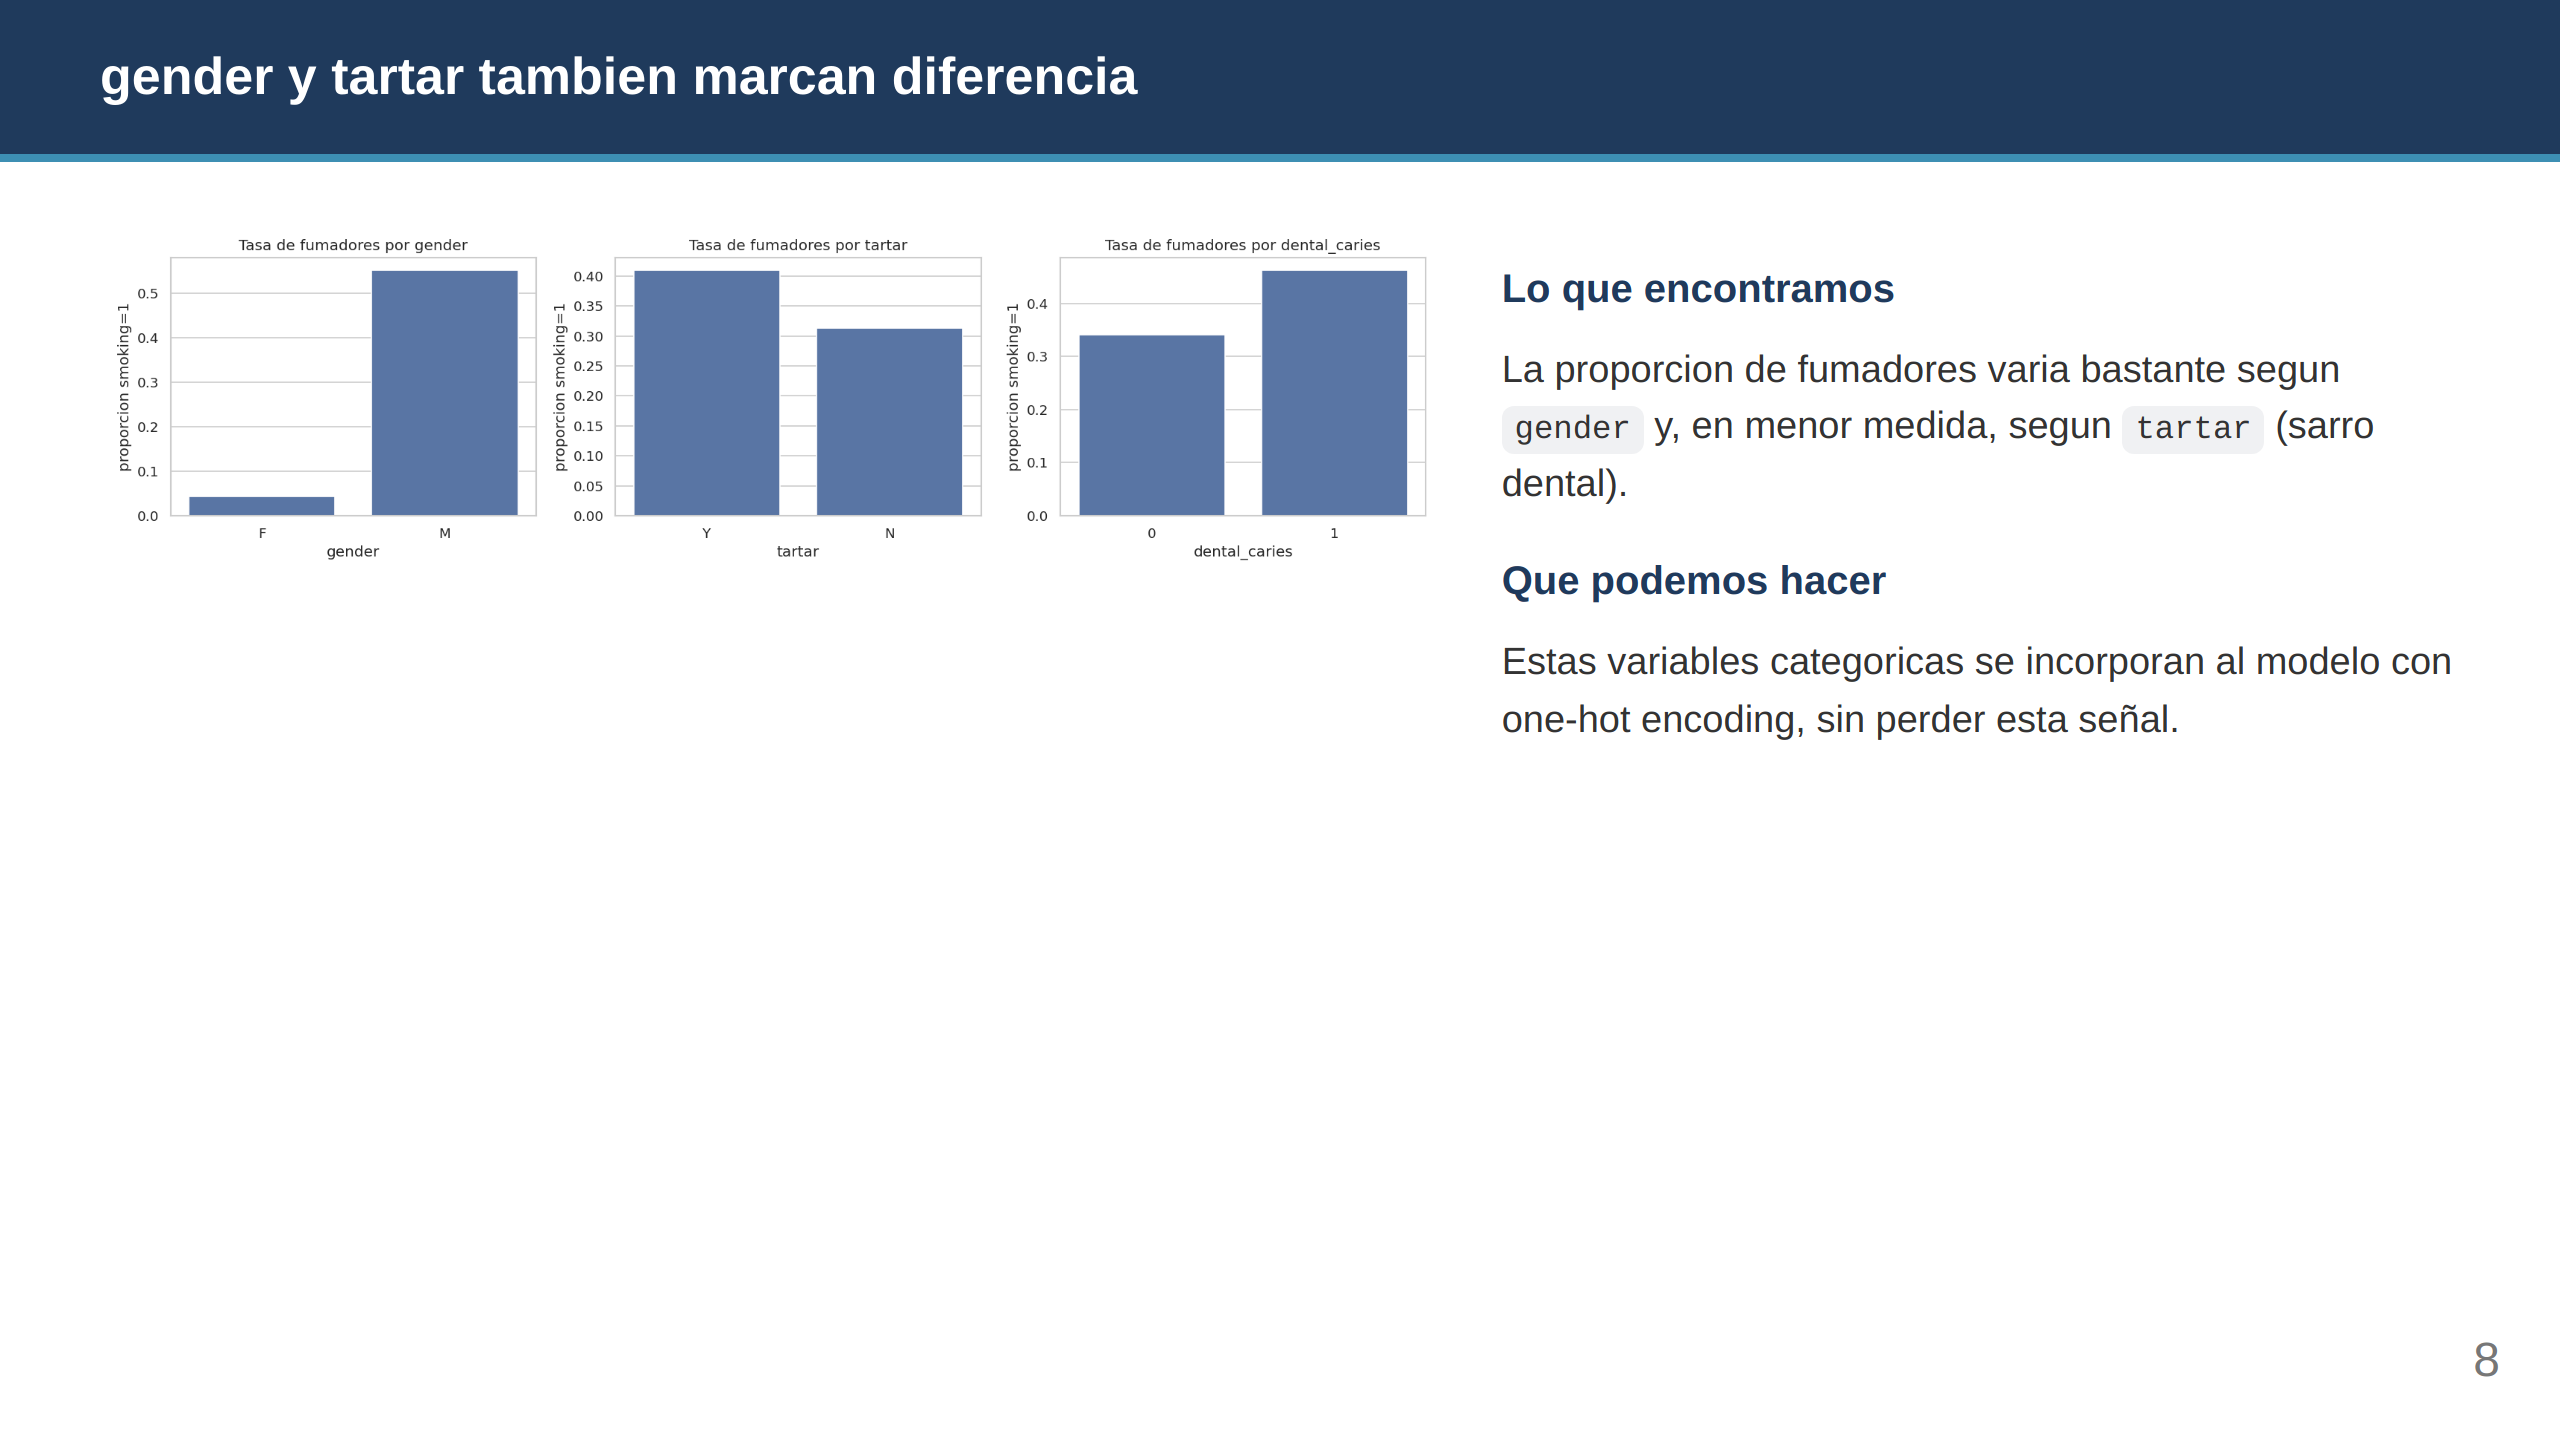 gender y tartar tambien marcan diferencia
Tasa de fumadores por gender
proporcion smoking=1
0.5
0.4
0.3
0.2
0.1
0.0
F
M
gender
Tasa de fumadores por tartar
proporcion smoking=1
0.40
0.35
0.30
0.25
0.20
0.15
0.10
0.05
0.00
Y
N
tartar
Tasa de fumadores por dental_caries
proporcion smoking=1
0.4
0.3
0.2
0.1
0.0
0
1
dental_caries
Lo que encontramos
La proporcion de fumadores varia bastante segun
gender y, en menor medida, segun tartar (sarro
dental).
Que podemos hacer
Estas variables categoricas se incorporan al modelo con
one-hot encoding, sin perder esta señal.
8